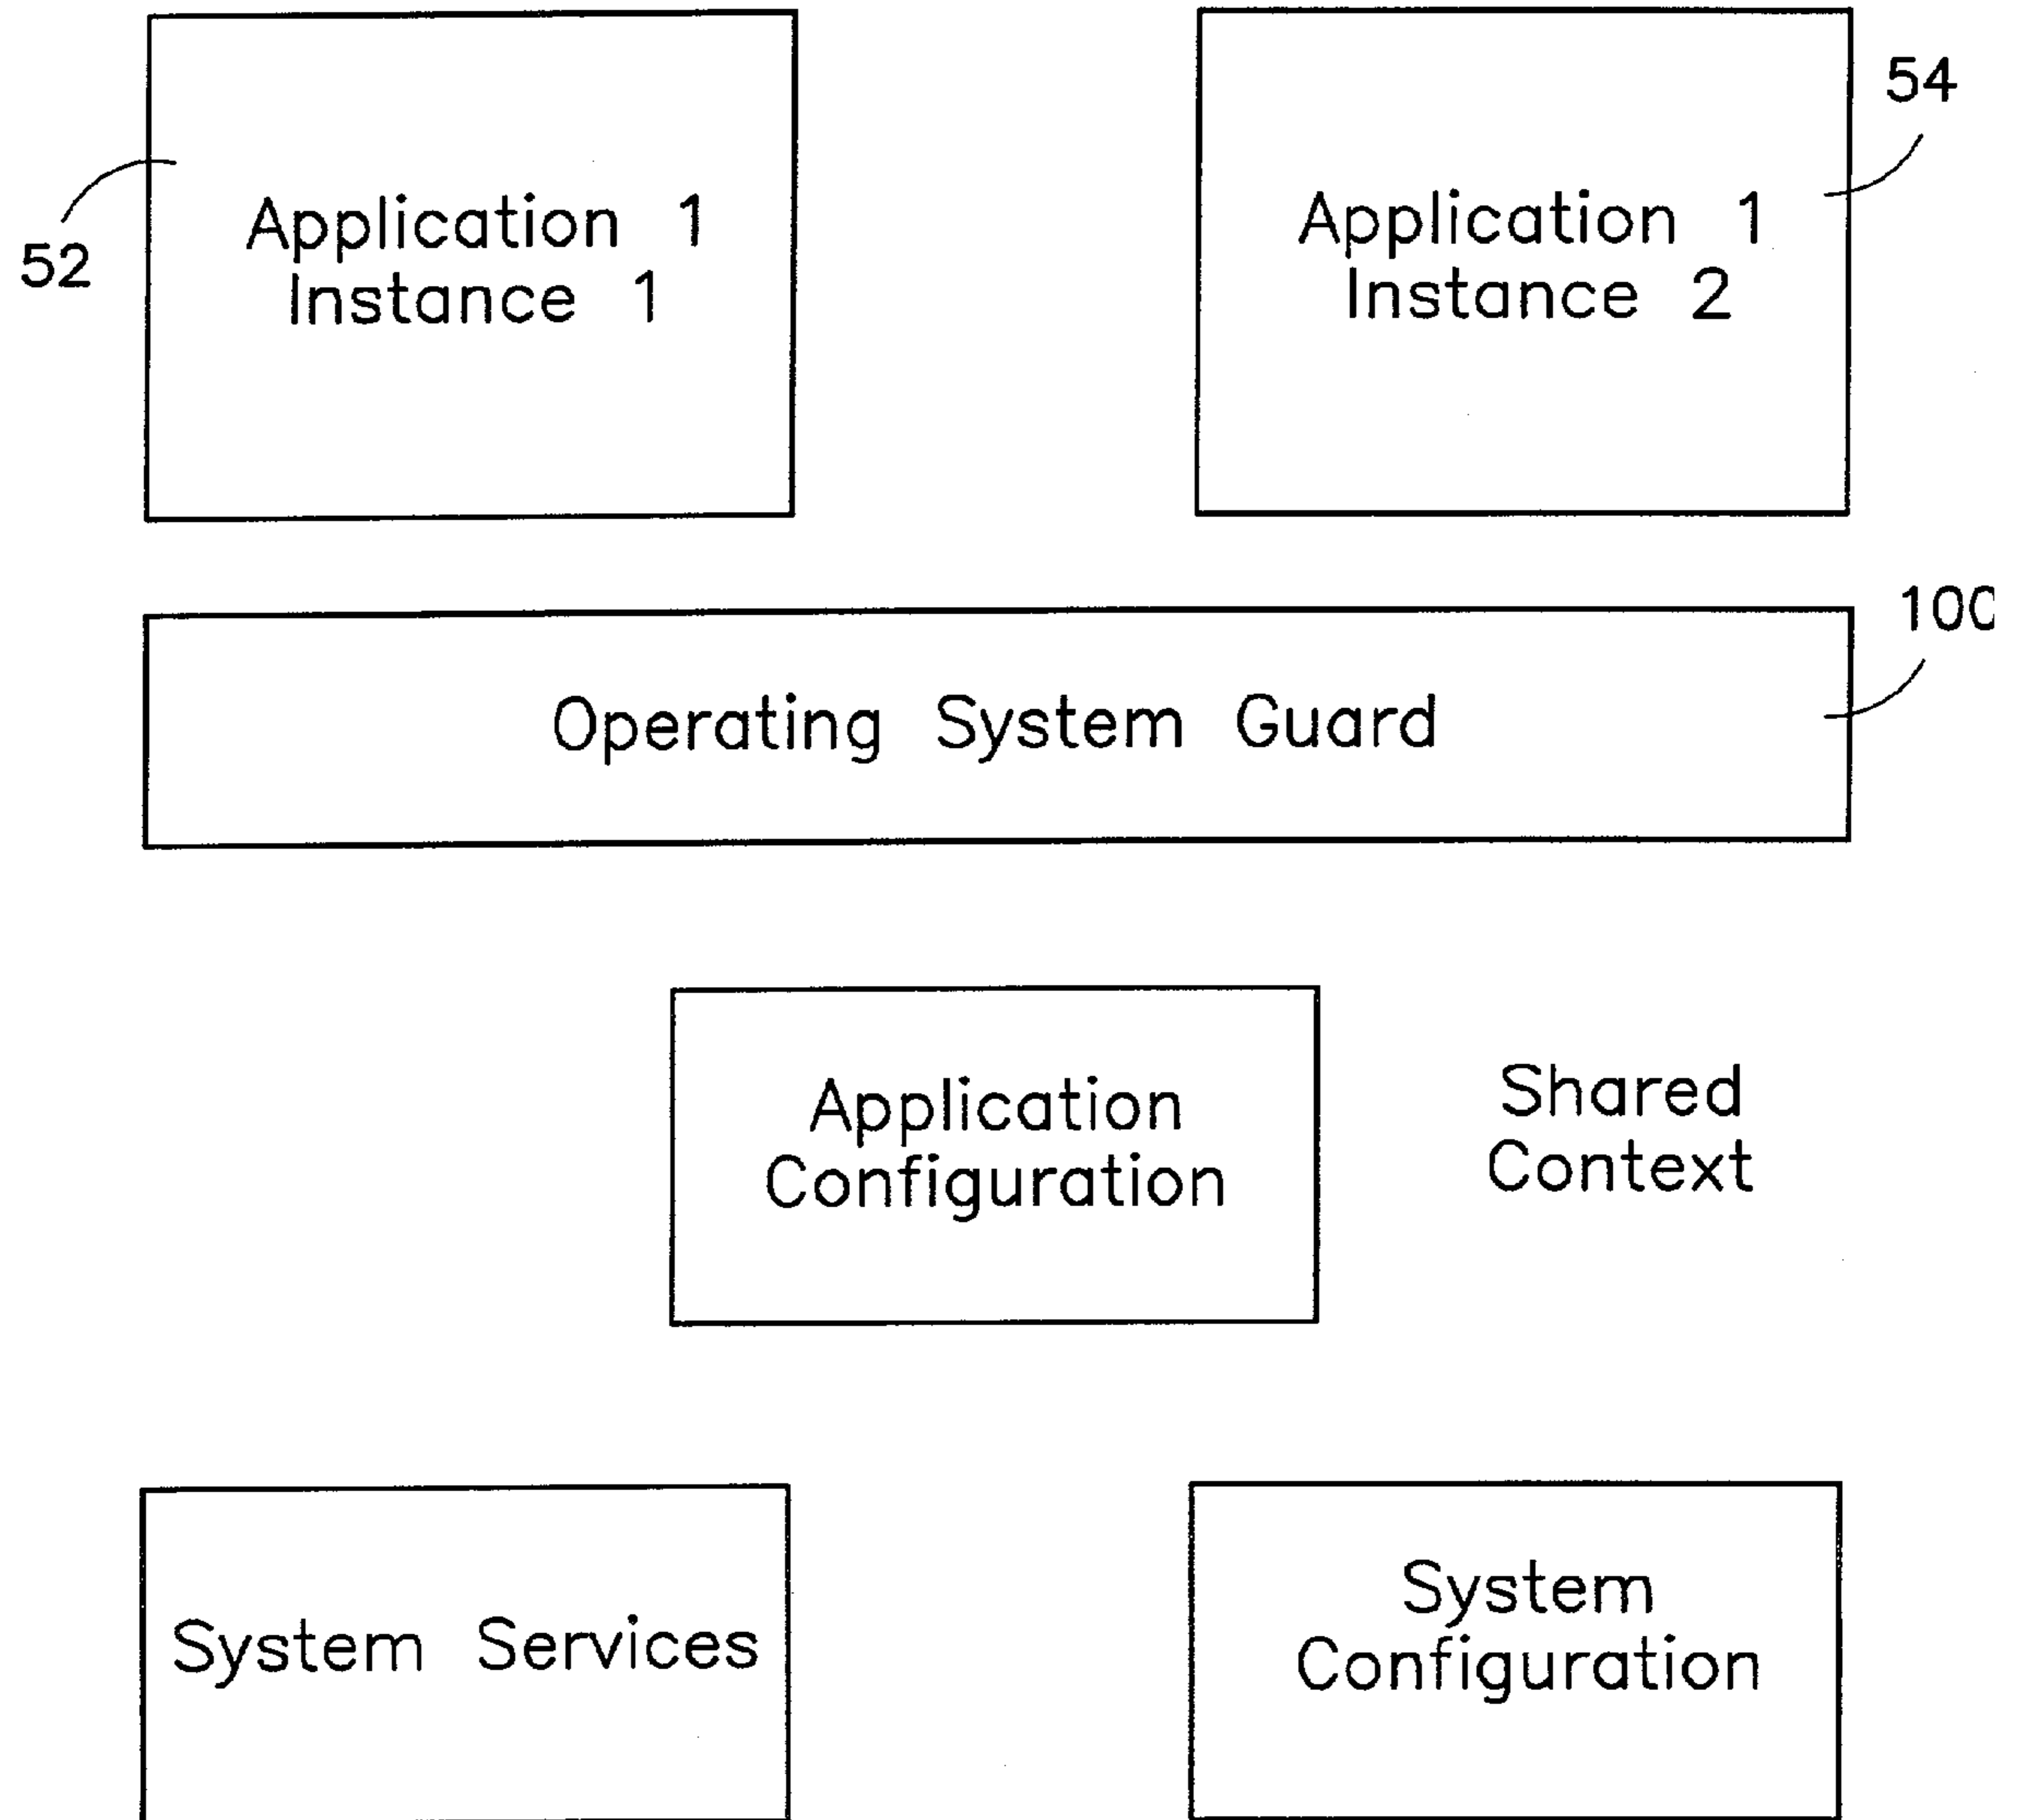 54
Application 1
Instance 1
52
Application 1
Instance 2
100
Operating System Guard
Application
Configuration
Shared
Context
System Services
System
Configuration